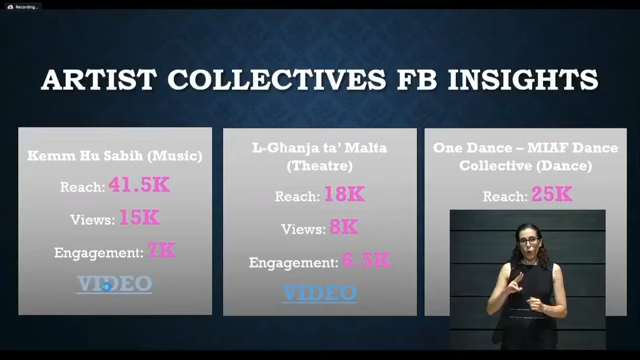 Recording...
ARTIST COLLECTIVES FB INSIGHTS
Kemm Hu Sabih (Music)
Reach: 41.5K
Views: 15K
Engagement: 7K
VIDEO
L-Għanja ta' Malta
(Theatre)
Reach: 18K
Views: 8K
Engagement: 6.5K
VIDEO
One Dance – MIAF Dance
Collective (Dance)
Reach: 25K